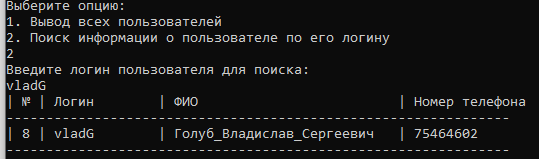 Выберите опцию:
1. Вывод всех пользователей
2. Поиск информации о пользователе по его логину
2
Введите логин пользователя для поиска:
vladG
| № | Логин | ФИО | Номер телефона
---------------------------------------------------------------
| 8 | vladG | Голуб_Владислав_Сергеевич | 75464602
---------------------------------------------------------------